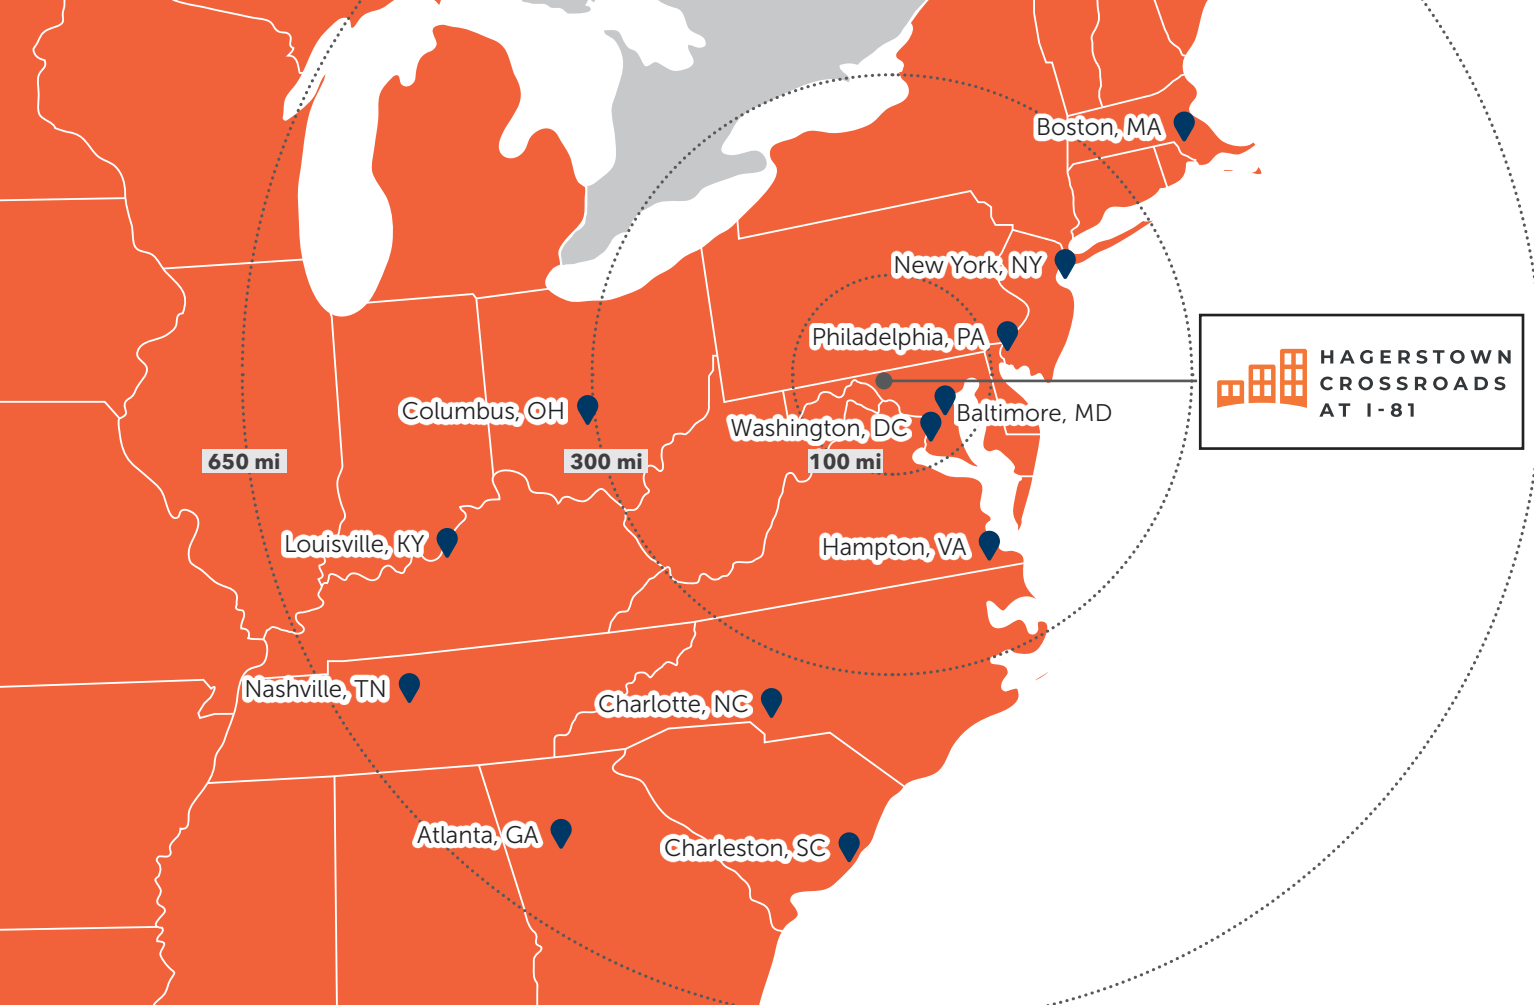 Boston, MA
New York, NY
Philadelphia, PA
HAGERSTOWN
CROSSROADS
AT I-81
Columbus, OH
Baltimore, MD
Washington, DC
650 mi
300 mi
100 mi
Louisville, KY
Hampton, VA
Nashville, TN
Charlotte, NC
Atlanta, GA
Charleston, SC